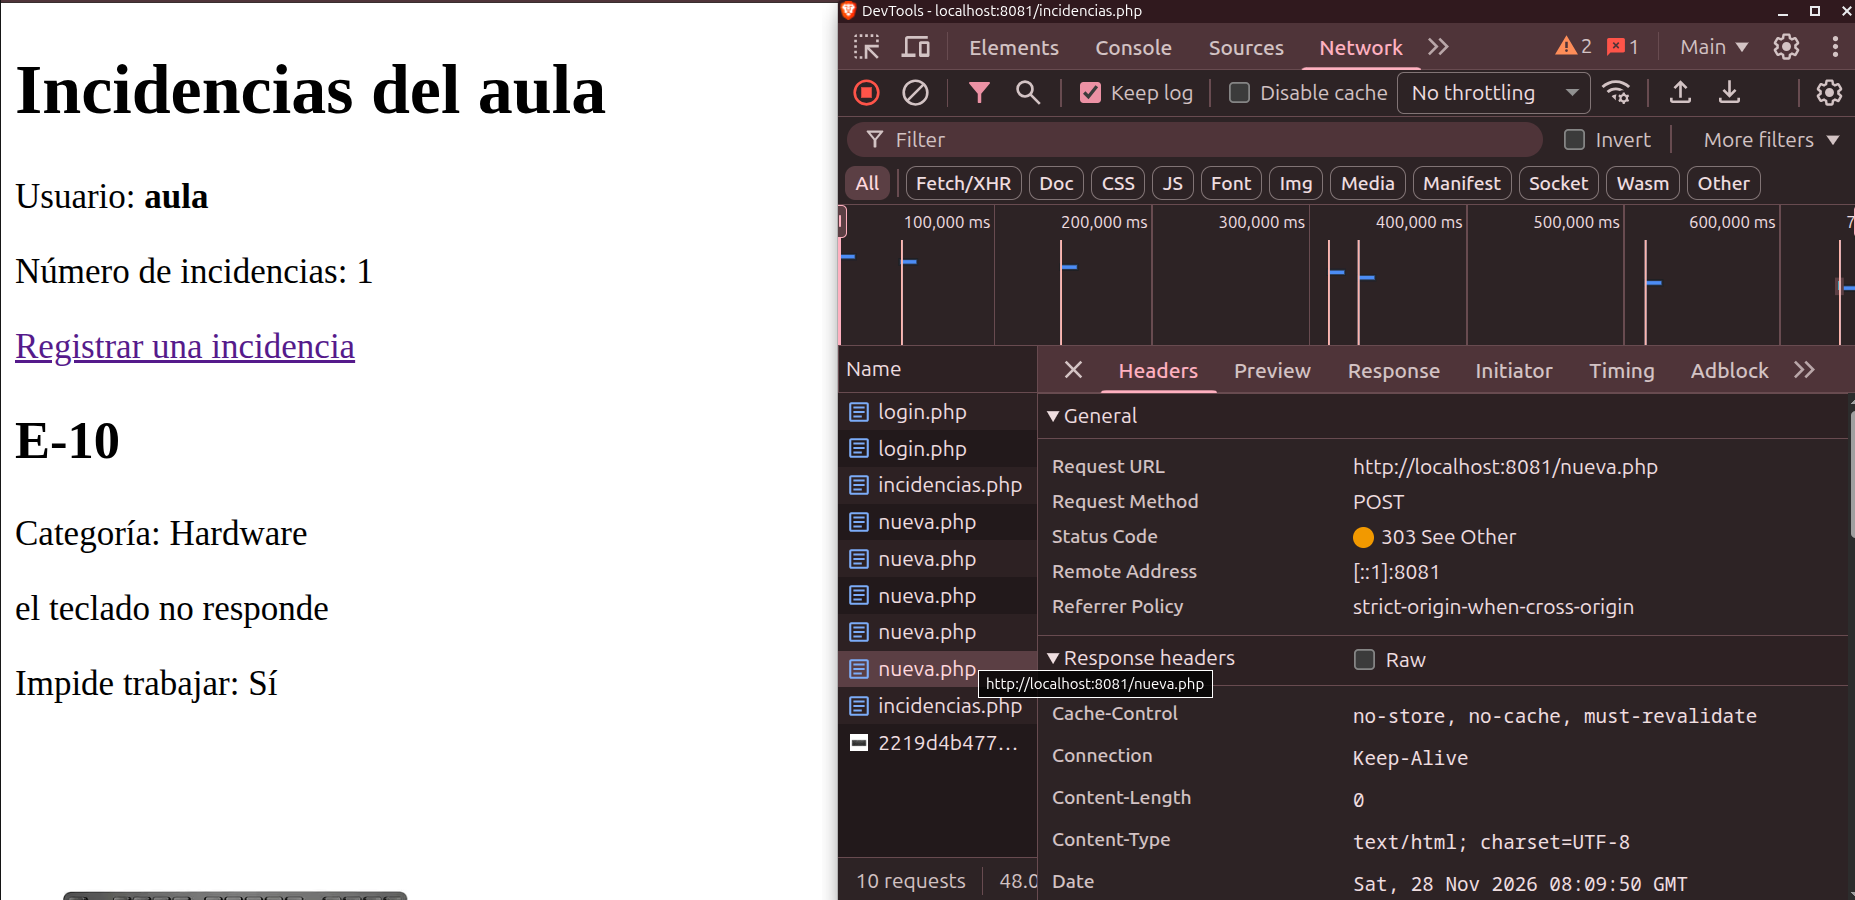 Incidencias del aula
Usuario: aula
Número de incidencias: 1
Registrar una incidencia
E-10
Categoría: Hardware
el teclado no responde
Impide trabajar: Sí
DevTools - localhost:8081/incidencias.php
Elements Console Sources Network 2 1 Main
Keep log Disable cache No throttling
Filter Invert More filters
All Fetch/XHR Doc CSS JS Font Img Media Manifest Socket Wasm Other
100,000 ms 200,000 ms 300,000 ms 400,000 ms 500,000 ms 600,000 ms 7
Name
login.php
login.php
incidencias.php
nueva.php
nueva.php
nueva.php
nueva.php
nueva.php
incidencias.php
2219d4b477...
10 requests 48.0
Headers Preview Response Initiator Timing Adblock
General
Request URL http://localhost:8081/nueva.php
Request Method POST
Status Code 303 See Other
Remote Address [::1]:8081
Referrer Policy strict-origin-when-cross-origin
Response headers Raw
http://localhost:8081/nueva.php
Cache-Control no-store, no-cache, must-revalidate
Connection Keep-Alive
Content-Length 0
Content-Type text/html; charset=UTF-8
Date Sat, 28 Nov 2026 08:09:50 GMT